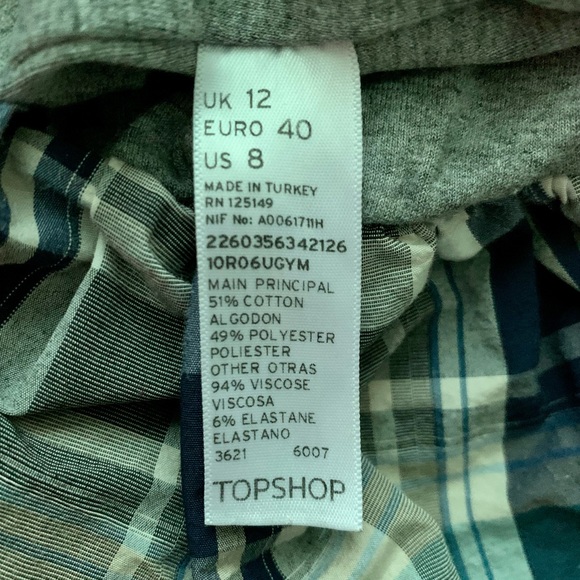 UK 12
EURO 40
US 8
MADE IN TURKEY
RN 125149
NIF No: A0061711H
2260356342126
10R06UGYM
MAIN PRINCIPAL
51% COTTON
ALGODON
49% POLYESTER
POLIESTER
OTHER OTRAS
94% VISCOSE
VISCOSA
6% ELASTANE
ELASTANO
3621 6007
TOPSHOP